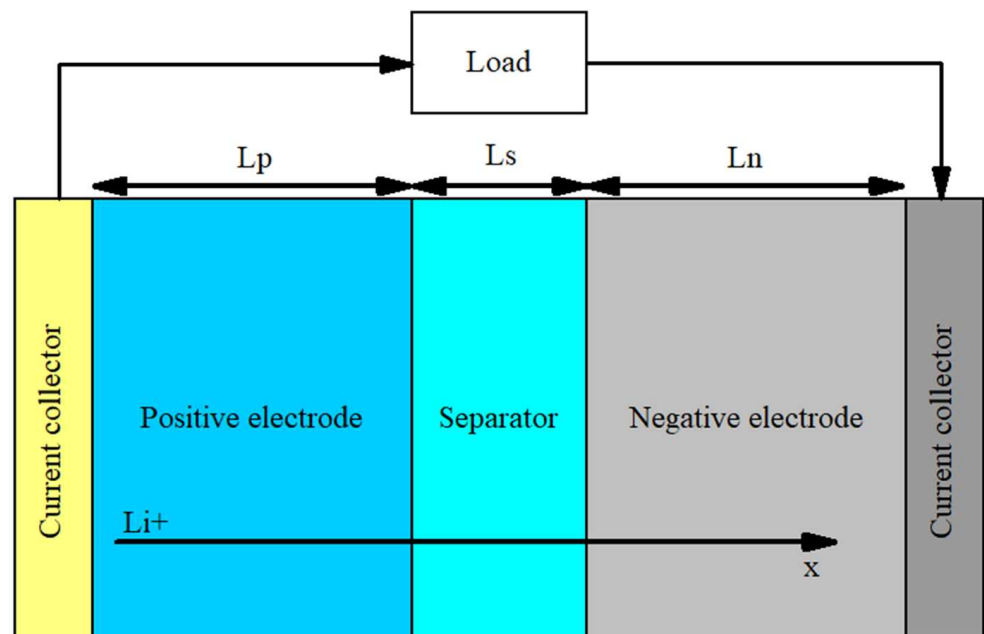 Load
Lp
Ls
Ln
Current collector
Positive electrode
Separator
Negative electrode
Current collector
Li+
x